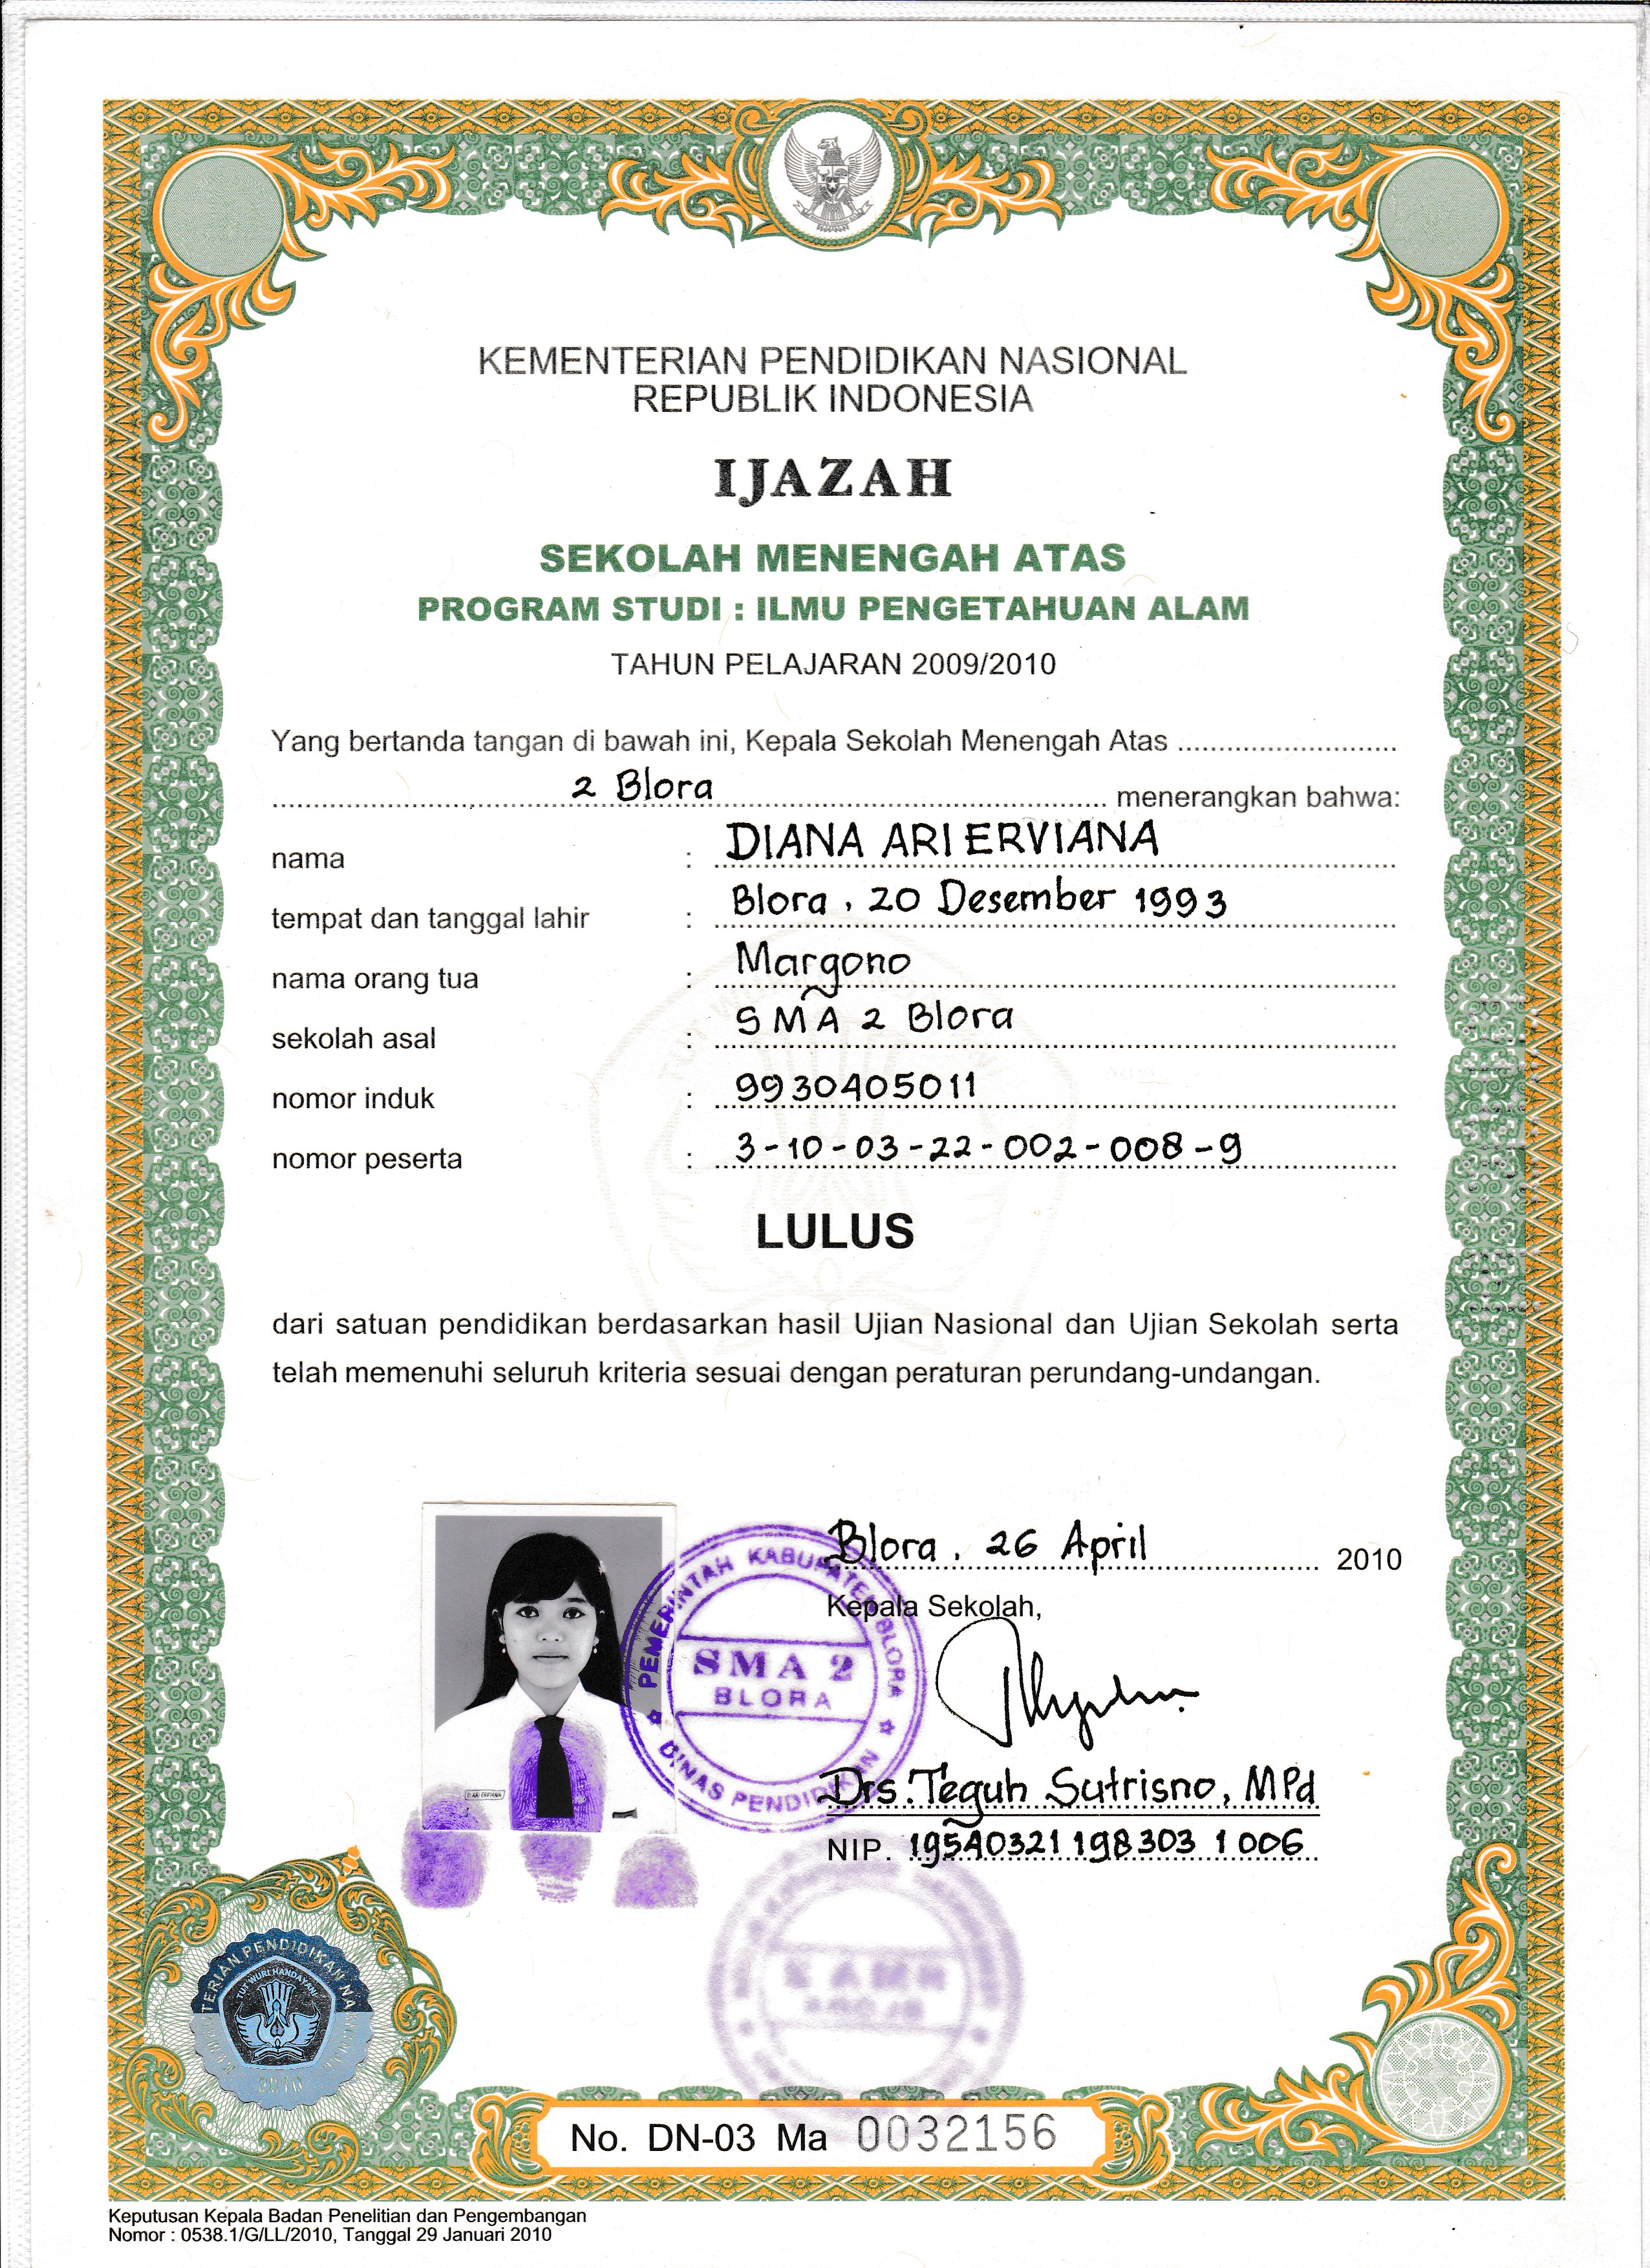 KEMENTERIAN PENDIDIKAN NASIONAL
REPUBLIK INDONESIA
IJAZAH
SEKOLAH MENENGAH ATAS
PROGRAM STUDI : ILMU PENGETAHUAN ALAM
TAHUN PELAJARAN 2009/2010
Yang bertanda tangan di bawah ini, Kepala Sekolah Menengah Atas ...........................
2 Blora menerangkan bahwa:
nama : DIANA ARI ERVIANA
tempat dan tanggal lahir : Blora, 20 Desember 1993
nama orang tua : Margono
sekolah asal : SMA 2 Blora
nomor induk : 9930405011
nomor peserta : 3-10-03-22-002-008-9
LULUS
dari satuan pendidikan berdasarkan hasil Ujian Nasional dan Ujian Sekolah serta
telah memenuhi seluruh kriteria sesuai dengan peraturan perundang-undangan.
Blora, 26 April 2010
Kepala Sekolah,
PEMERINTAH KABUPATEN BLORA
SMA 2
BLORA
DINAS PENDIDIKAN
Drs. Teguh Sutrisno, MPd
NIP. 19540321 198303 1 006
TERIAN PENDIDIKAN NA
TUT WURI HANDAYANI
2010
No. DN-03 Ma 0032156
Keputusan Kepala Badan Penelitian dan Pengembangan
Nomor : 0538.1/G/LL/2010, Tanggal 29 Januari 2010